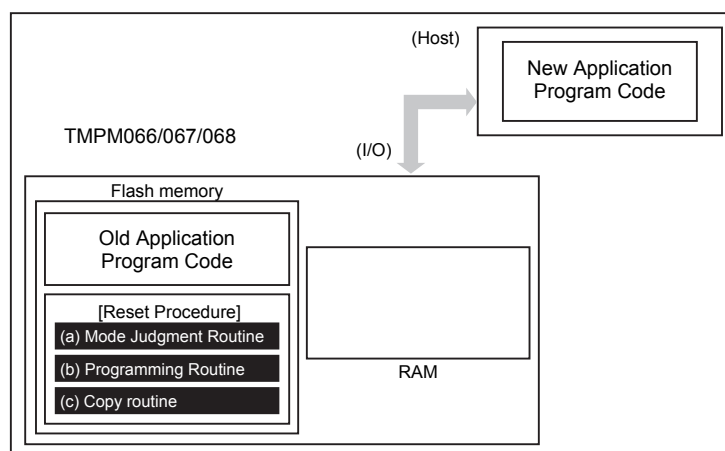 (Host)
New Application
Program Code
TMPM066/067/068
(I/O)
Flash memory
Old Application
Program Code
[Reset Procedure]
(a) Mode Judgment Routine
(b) Programming Routine
(c) Copy routine
RAM